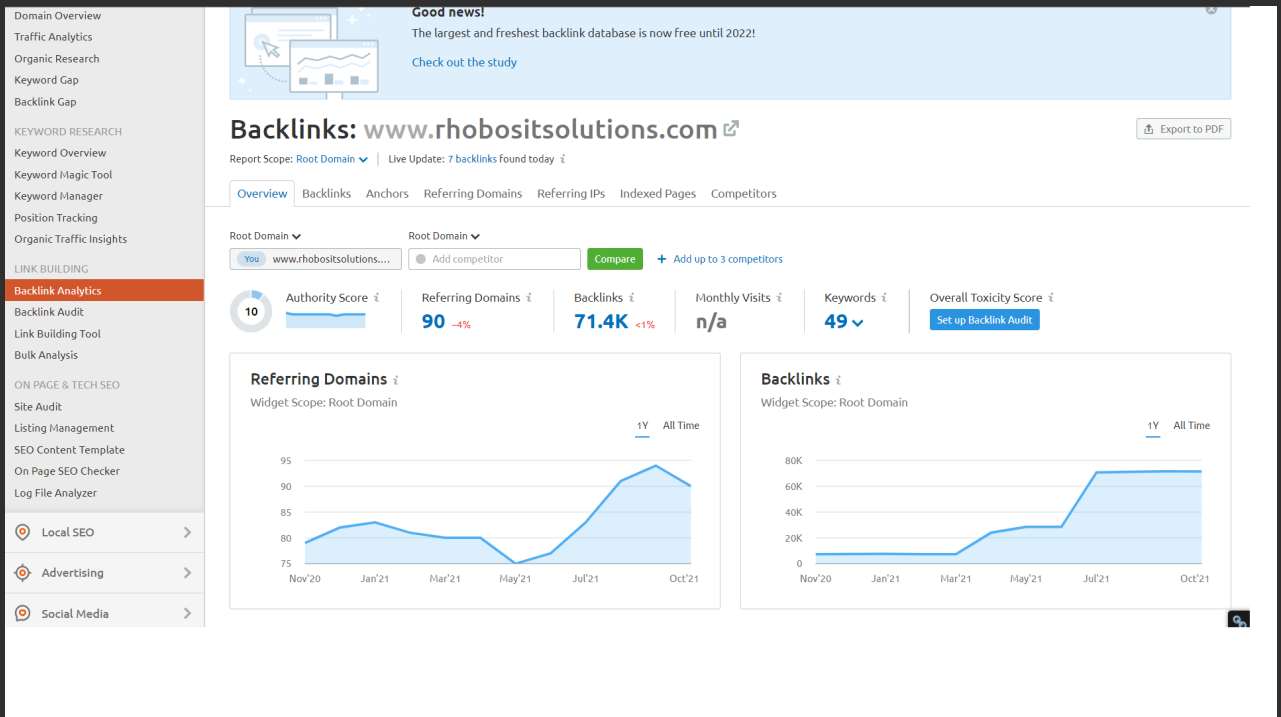 Domain Overview
Traffic Analytics
Organic Research
Keyword Gap
Backlink Gap
KEYWORD RESEARCH
Keyword Overview
Keyword Magic Tool
Keyword Manager
Position Tracking
Organic Traffic Insights
LINK BUILDING
Backlink Analytics
Backlink Audit
Link Building Tool
Bulk Analysis
ON PAGE & TECH SEO
Site Audit
Listing Management
SEO Content Template
On Page SEO Checker
Log File Analyzer
Local SEO
Advertising
Social Media
Good news!
The largest and freshest backlink database is now free until 2022!
Check out the study
Backlinks: www.rhobositsolutions.com
Export to PDF
Report Scope: Root Domain Live Update: 7 backlinks found today i
Overview Backlinks Anchors Referring Domains Referring IPs Indexed Pages Competitors
Root Domain Root Domain
You www.rhobositsolutions.... Add competitor Compare + Add up to 3 competitors
10
Authority Score i
Referring Domains i
90 -4%
Backlinks i
71.4K <1%
Monthly Visits i
n/a
Keywords i
49
Overall Toxicity Score i
Set up Backlink Audit
Referring Domains i
Widget Scope: Root Domain
1Y All Time
95
90
85
80
75
Nov'20 Jan'21 Mar'21 May'21 Jul'21 Oct'21
Backlinks i
Widget Scope: Root Domain
1Y All Time
80K
60K
40K
20K
0
Nov'20 Jan'21 Mar'21 May'21 Jul'21 Oct'21